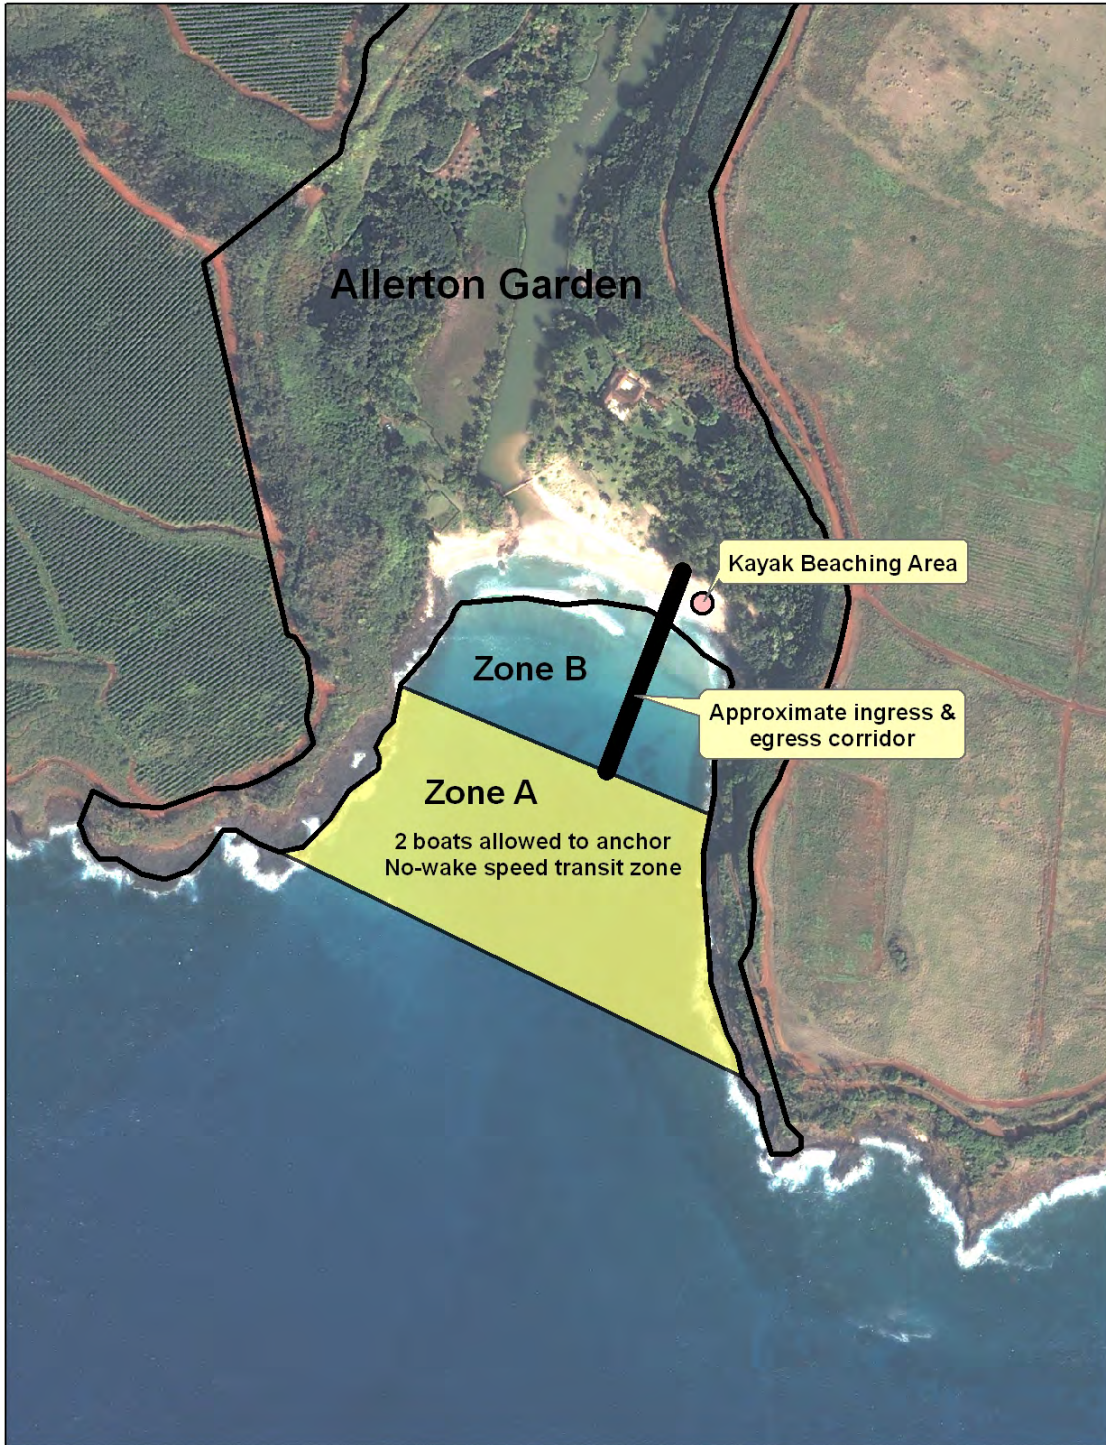 Allerton Garden
Kayak Beaching Area
Zone B
Approximate ingress &
egress corridor
Zone A
2 boats allowed to anchor
No-wake speed transit zone